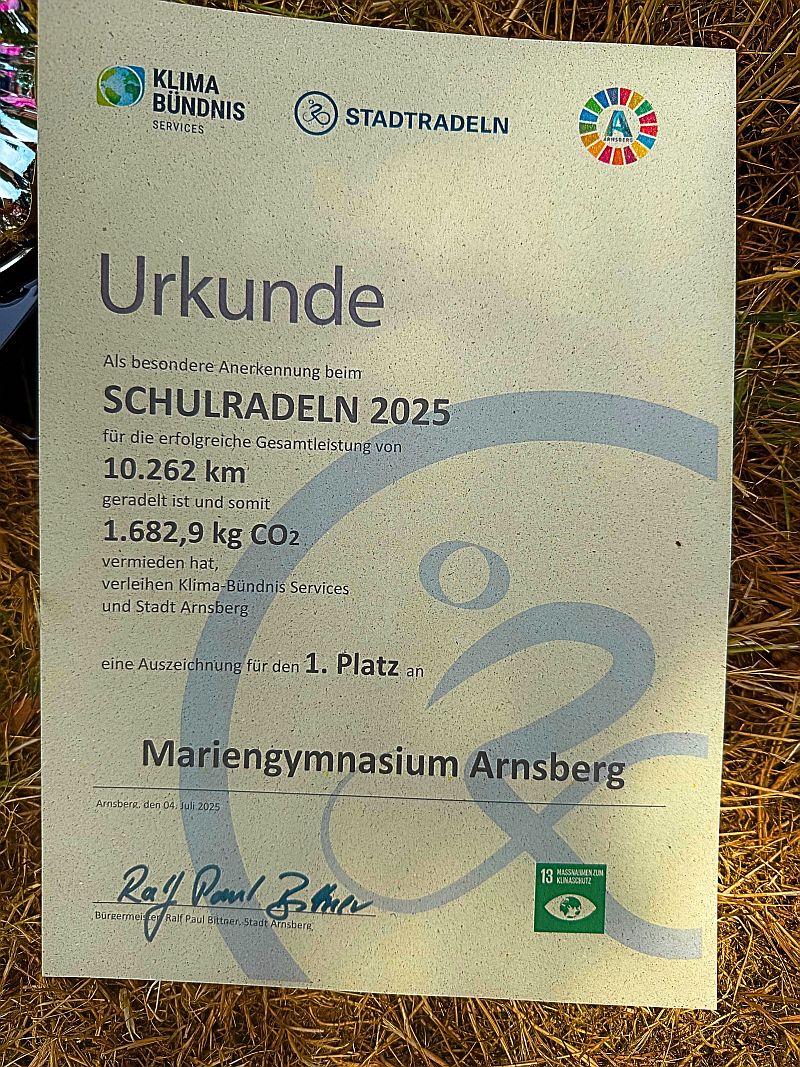 KLIMA
BÜNDNIS
SERVICES
STADTRADELN
A
ARNSBERG
Urkunde
Als besondere Anerkennung beim
SCHULRADELN 2025
für die erfolgreiche Gesamtleistung von
10.262 km
geradelt ist und somit
1.682,9 kg CO2
vermieden hat,
verleihen Klima-Bündnis Services
und Stadt Arnsberg
eine Auszeichnung für den 1. Platz an
Mariengymnasium Arnsberg
Arnsberg, den 04. Juli 2025
Ralf Paul Bittner
Bürgermeister Ralf Paul Bittner, Stadt Arnsberg
13 MASSNAHMEN ZUM
KLIMASCHUTZ